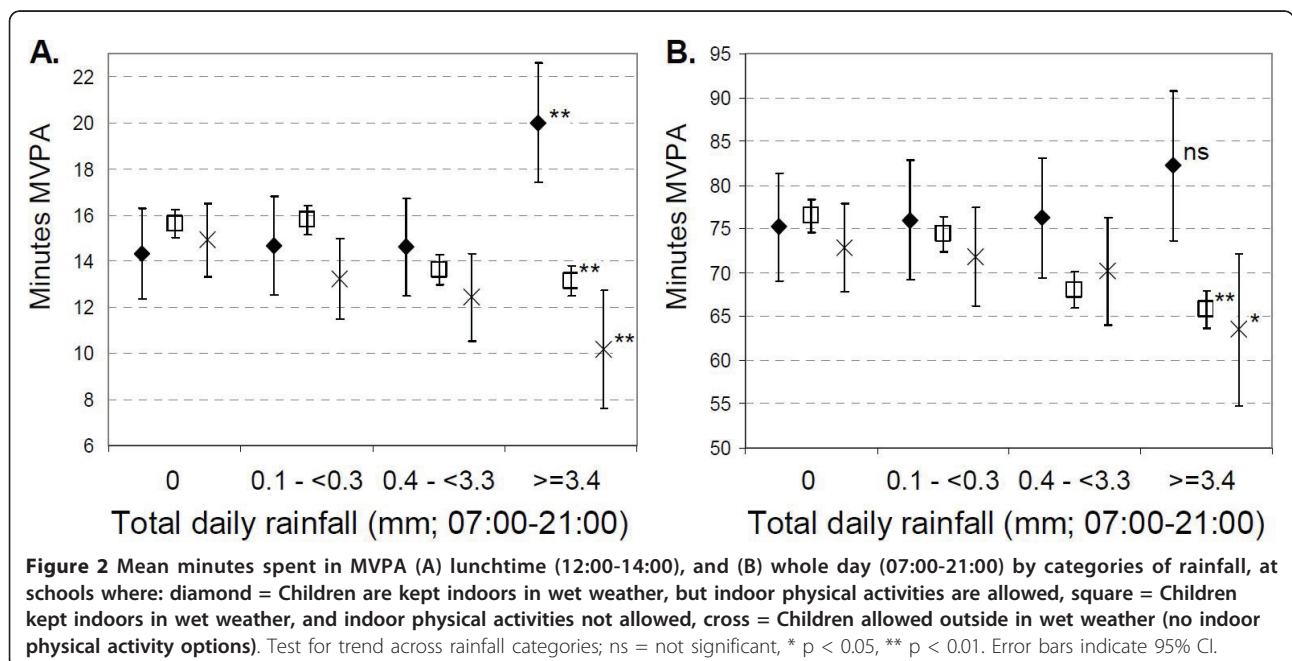 A.
22
20
18
16
14
12
10
8
6
Minutes MVPA
**
**
**
0 0.1 - <0.3 0.4 - <3.3 >=3.4
Total daily rainfall (mm; 07:00-21:00)
B.
95
90
85
80
75
70
65
60
55
50
Minutes MVPA
ns
**
*
0 0.1 - <0.3 0.4 - <3.3 >=3.4
Total daily rainfall (mm; 07:00-21:00)
Figure 2 Mean minutes spent in MVPA (A) lunchtime (12:00-14:00), and (B) whole day (07:00-21:00) by categories of rainfall, at
schools where: diamond = Children are kept indoors in wet weather, but indoor physical activities are allowed, square = Children
kept indoors in wet weather, and indoor physical activities not allowed, cross = Children allowed outside in wet weather (no indoor
physical activity options). Test for trend across rainfall categories; ns = not significant, * p < 0.05, ** p < 0.01. Error bars indicate 95% CI.